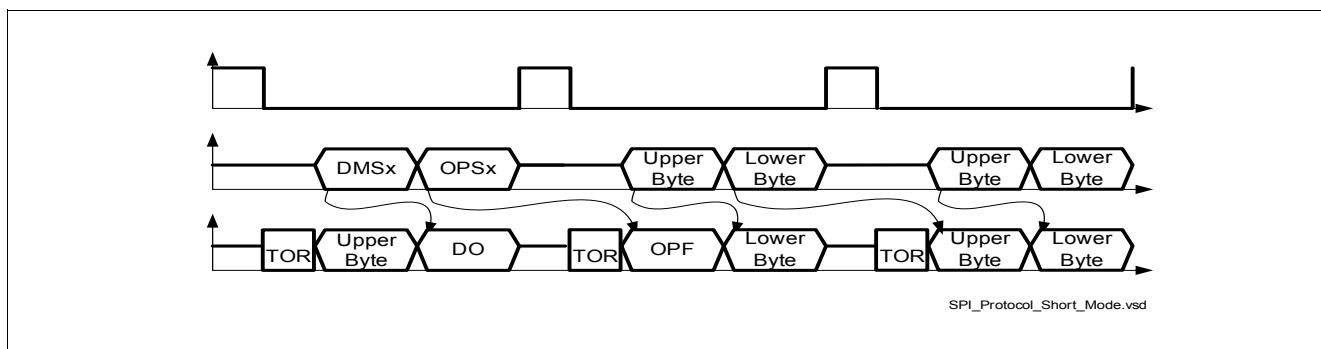 DMSx
OPSx
Upper
Byte
Lower
Byte
Upper
Byte
Lower
Byte
TOR
Upper
Byte
DO
TOR
OPF
Lower
Byte
TOR
Upper
Byte
Lower
Byte
SPI_Protocol_Short_Mode.vsd